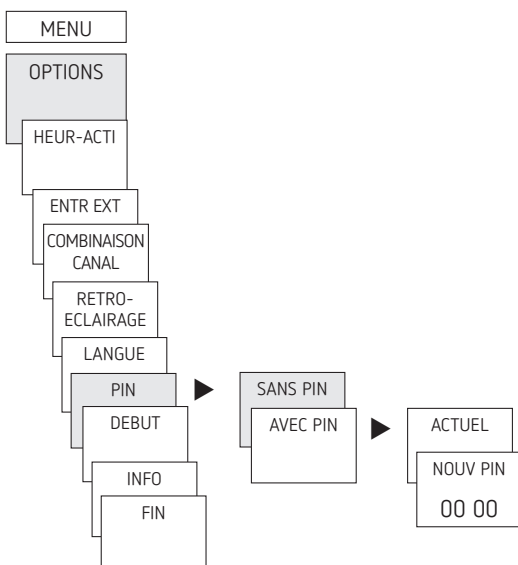 MENU
OPTIONS
HEUR-ACTI
ENTR EXT
COMBINAISON
CANAL
RETRO-
ECLAIRAGE
LANGUE
PIN
SANS PIN
DEBUT
AVEC PIN
ACTUEL
NOUV PIN
00 00
INFO
FIN